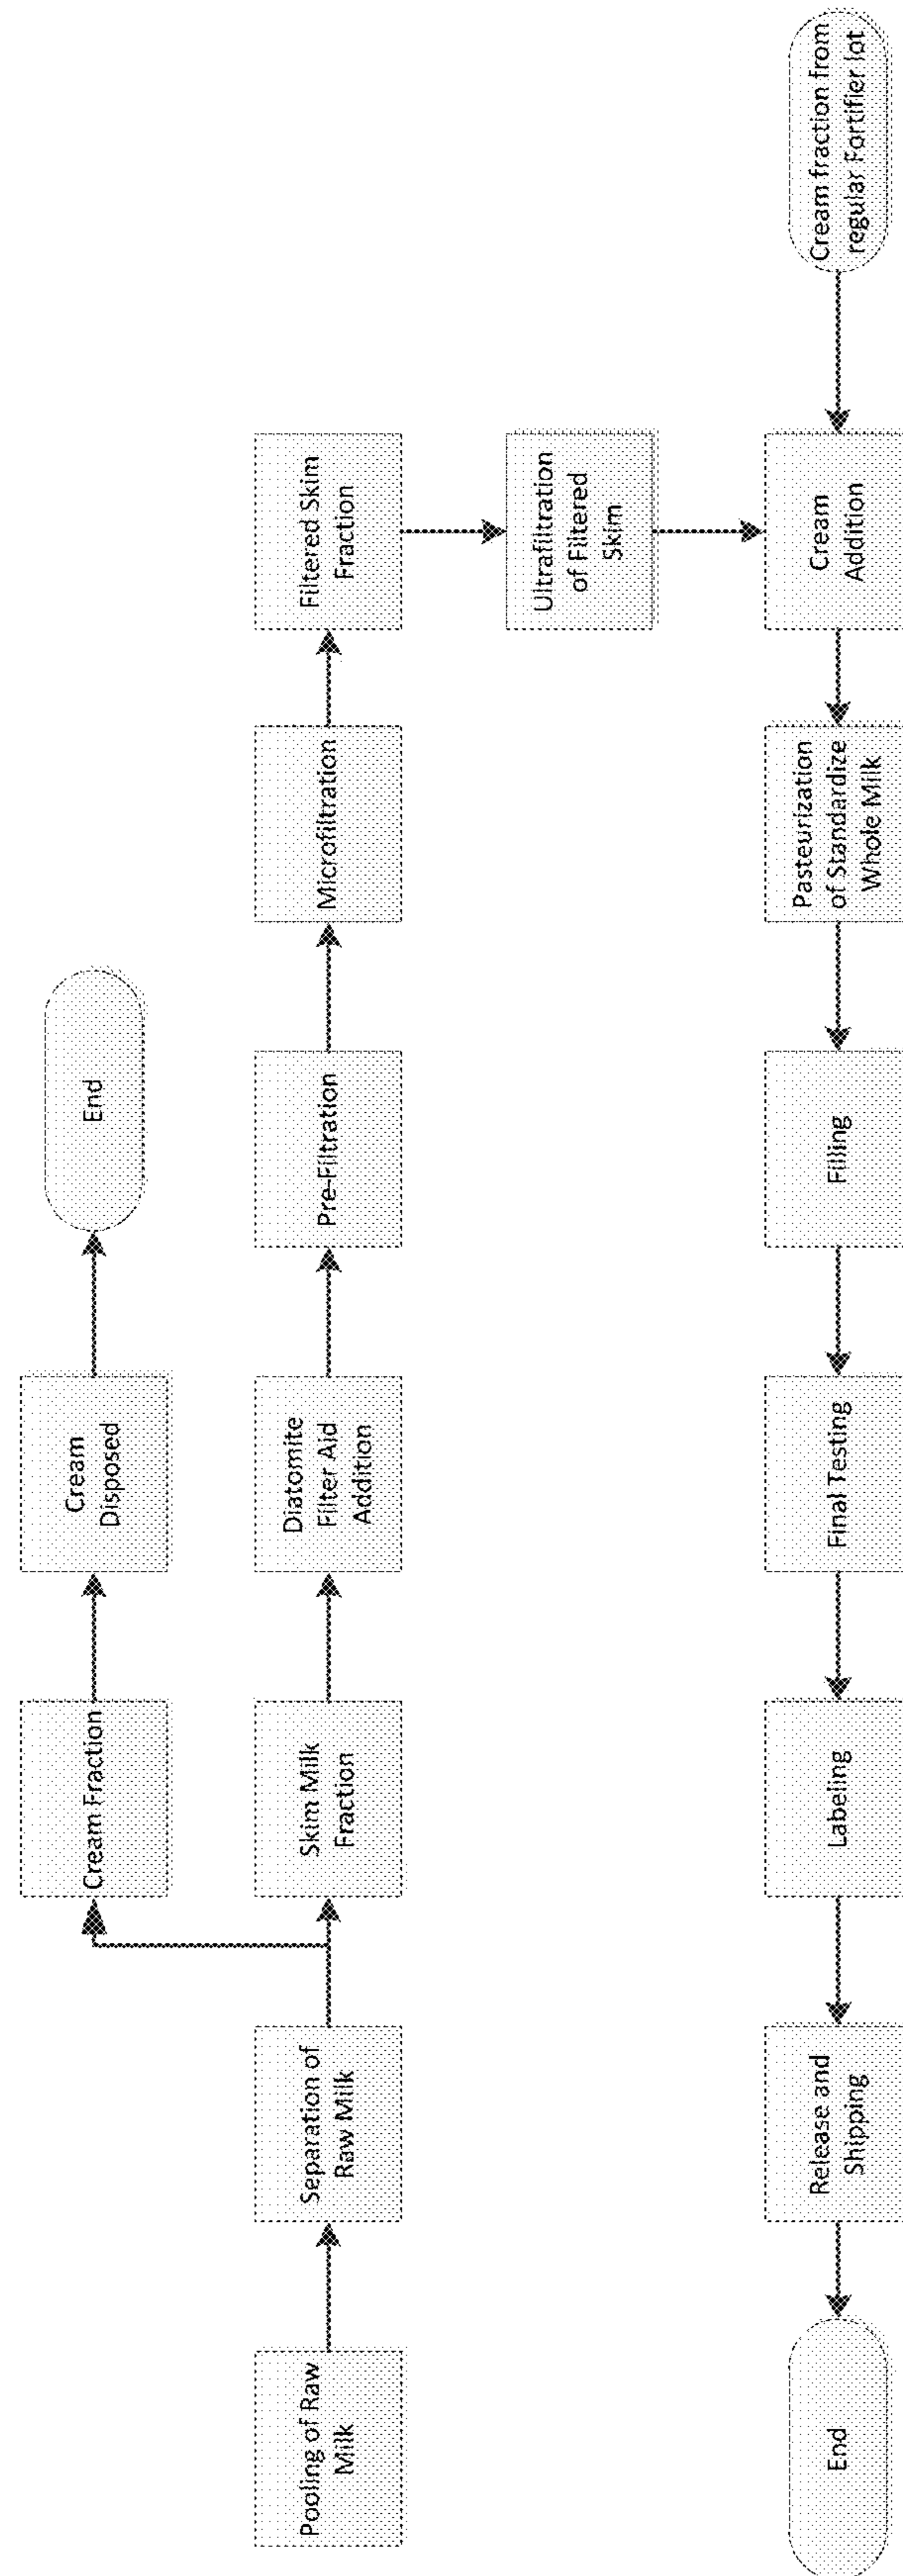 Cream Fraction
Cream
Disposed
End
Pooling of Raw
Milk
Separation of
Raw Milk
Skim Milk
Fraction
Diatomite
Filter Aid
Addition
Pre-Filtration
Microfiltration
Filtered Skim
Fraction
Ultrafiltration
of Filtered
Skim
Cream fraction from
regular Fortifier lot
Cream
Addition
Pasteurization
of Standardize
Whole Milk
Filling
Final Testing
Labeling
Release and
Shipping
End